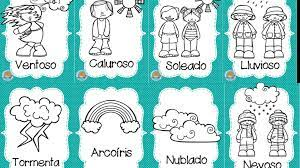 Ventoso
Caluroso
Soleado
Lluvioso
Tormenta
Arcoíris
Nublado
Nevoso